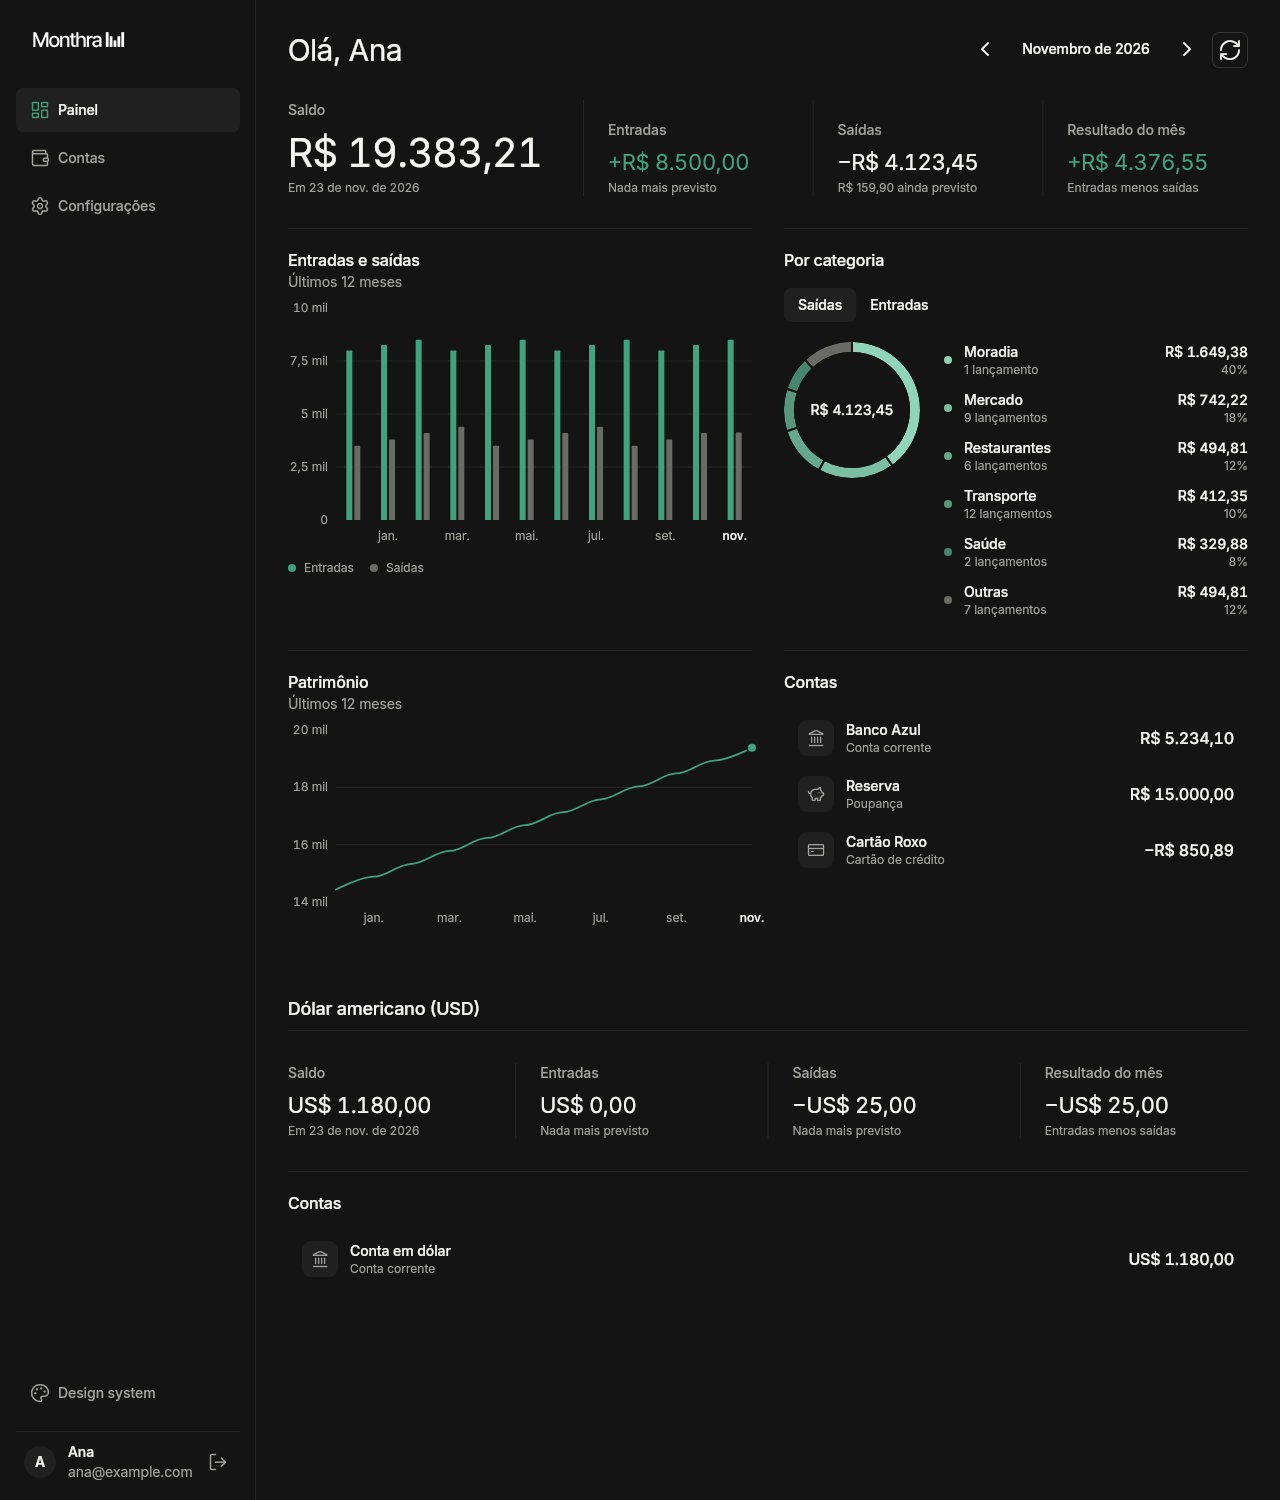 Monthra
Painel
Contas
Configurações
Design system
A
Ana
ana@example.com
Olá, Ana
Novembro de 2026
Saldo
R$ 19.383,21
Em 23 de nov. de 2026
Entradas
+R$ 8.500,00
Nada mais previsto
Saídas
−R$ 4.123,45
R$ 159,90 ainda previsto
Resultado do mês
+R$ 4.376,55
Entradas menos saídas
Entradas e saídas
Últimos 12 meses
10 mil
7,5 mil
5 mil
2,5 mil
0
jan. mar. mai. jul. set. nov.
Entradas Saídas
Por categoria
Saídas Entradas
R$ 4.123,45
Moradia R$ 1.649,38
1 lançamento 40%
Mercado R$ 742,22
9 lançamentos 18%
Restaurantes R$ 494,81
6 lançamentos 12%
Transporte R$ 412,35
12 lançamentos 10%
Saúde R$ 329,88
2 lançamentos 8%
Outras R$ 494,81
7 lançamentos 12%
Patrimônio
Últimos 12 meses
20 mil
18 mil
16 mil
14 mil
jan. mar. mai. jul. set. nov.
Contas
Banco Azul R$ 5.234,10
Conta corrente
Reserva R$ 15.000,00
Poupança
Cartão Roxo −R$ 850,89
Cartão de crédito
Dólar americano (USD)
Saldo
US$ 1.180,00
Em 23 de nov. de 2026
Entradas
US$ 0,00
Nada mais previsto
Saídas
−US$ 25,00
Nada mais previsto
Resultado do mês
−US$ 25,00
Entradas menos saídas
Contas
Conta em dólar US$ 1.180,00
Conta corrente